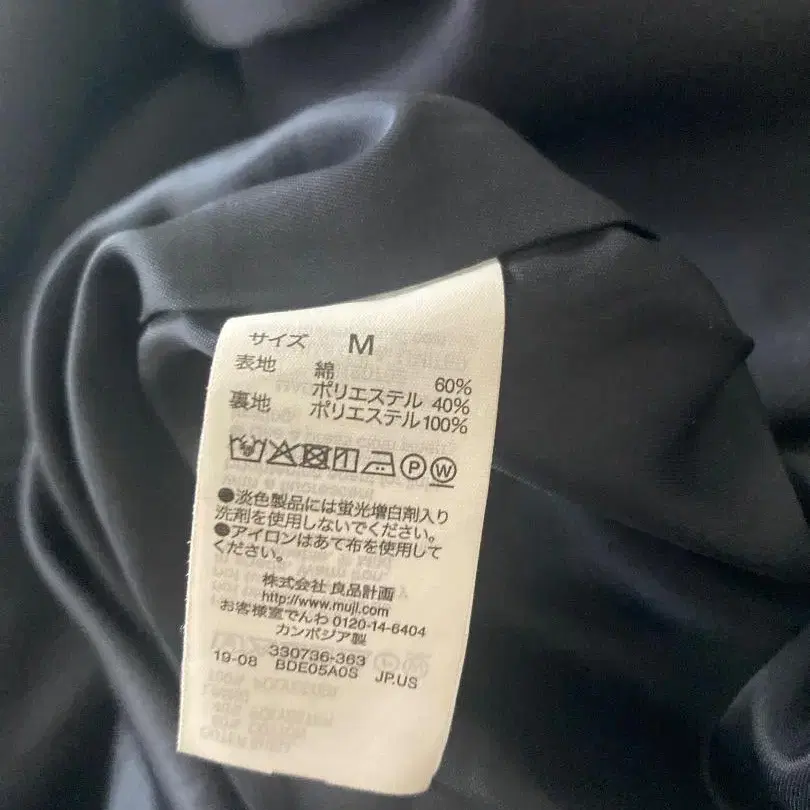 サイズ M
表地 綿 60%
ポリエステル 40%
裏地 ポリエステル100%
P W
●淡色製品には蛍光増白剤入り
洗剤を使用しないでください。
●アイロンはあて布を使用して
ください。
株式会社 良品計画
http://www.muji.com
お客様室でんわ 0120-14-6404
カンボジア製
330736-363
19-08 BDE05A0S JP.US